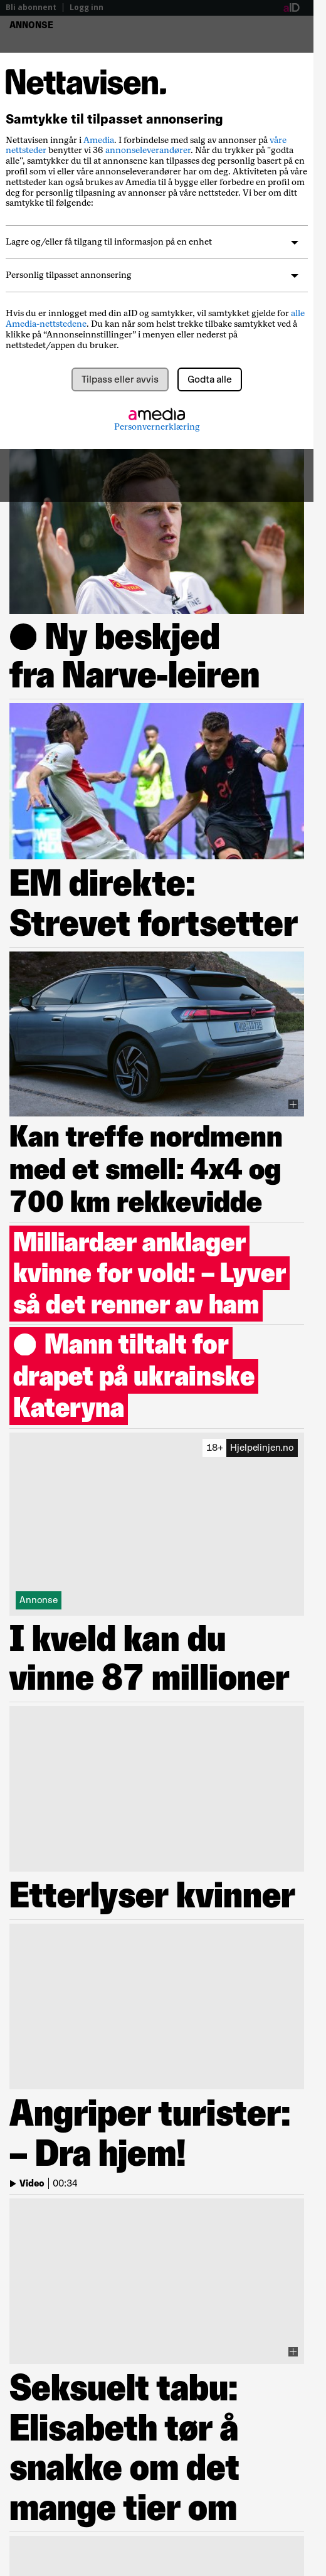 Bli abonnent | Logg inn
aID
ANNONSE
Nettavisen.
Samtykke til tilpasset annonsering
Nettavisen inngår i Amedia. I forbindelse med salg av annonser på våre
nettsteder benytter vi 36 annonseleverandører. Når du trykker på "godta
alle", samtykker du til at annonsene kan tilpasses deg personlig basert på en
profil som vi eller våre annonseleverandører har om deg. Aktiviteten på våre
nettsteder kan også brukes av Amedia til å bygge eller forbedre en profil om
deg for personlig tilpasning av annonser på våre nettsteder. Vi ber om ditt
samtykke til følgende:
Lagre og/eller få tilgang til informasjon på en enhet
Personlig tilpasset annonsering
Hvis du er innlogget med din aID og samtykker, vil samtykket gjelde for alle
Amedia-nettstedene. Du kan når som helst trekke tilbake samtykket ved å
klikke på “Annonseinnstillinger” i menyen eller nederst på
nettstedet/appen du bruker.
Tilpass eller avvis
Godta alle
amedia
Personvernerklæring
Ny beskjed
fra Narve-leiren
EM direkte:
Strevet fortsetter
Kan treffe nordmenn
med et smell: 4x4 og
700 km rekkevidde
Milliardær anklager
kvinne for vold: – Lyver
så det renner av ham
Mann tiltalt for
drapet på ukrainske
Kateryna
18+ Hjelpelinjen.no
Annonse
I kveld kan du
vinne 87 millioner
Etterlyser kvinner
Angriper turister:
– Dra hjem!
Video | 00:34
Seksuelt tabu:
Elisabeth tør å
snakke om det
mange tier om